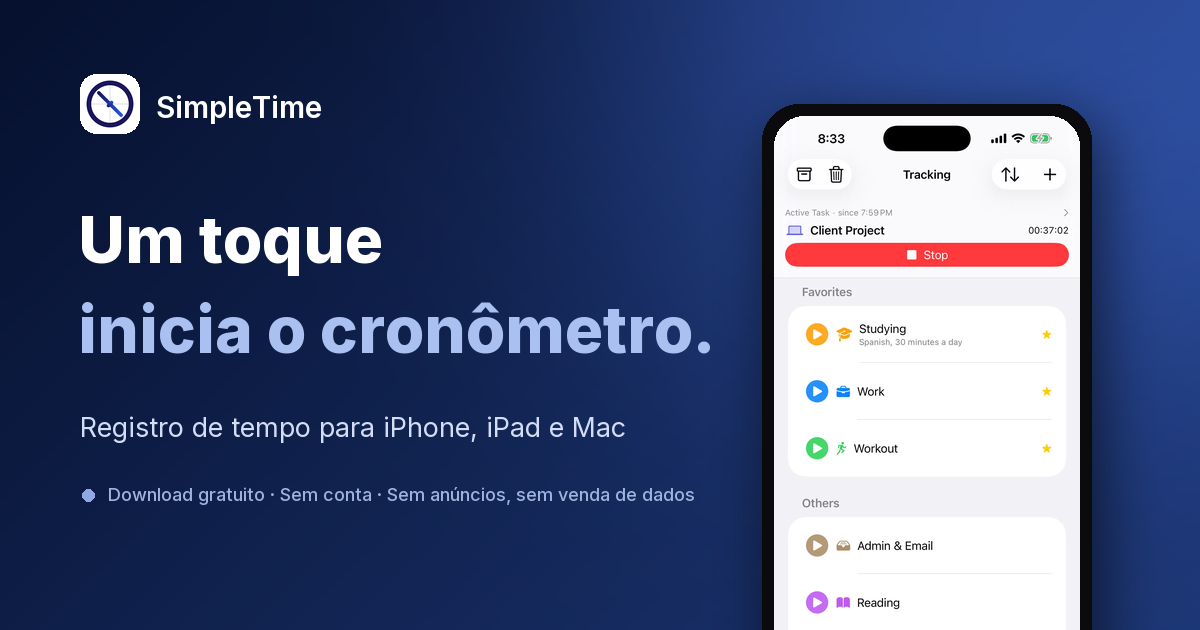 SimpleTime
Um toque
inicia o cronômetro.
Registro de tempo para iPhone, iPad e Mac
Download gratuito · Sem conta · Sem anúncios, sem venda de dados
8:33
Tracking
Active Task · since 7:59 PM
Client Project 00:37:02
Stop
Favorites
Studying
Spanish, 30 minutes a day
Work
Workout
Others
Admin & Email
Reading